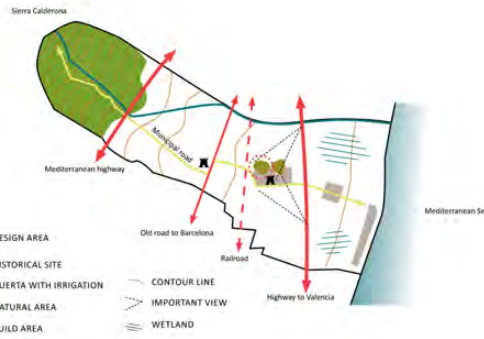 Sierra Calderona
Municipal road
Mediterranean highway
Mediterranean Se
Old road to Barcelona
Railroad
Highway to Valencia
ESIGN AREA
ISTORICAL SITE
UERTA WITH IRRIGATION
ATURAL AREA
UILD AREA
CONTOUR LINE
IMPORTANT VIEW
WETLAND